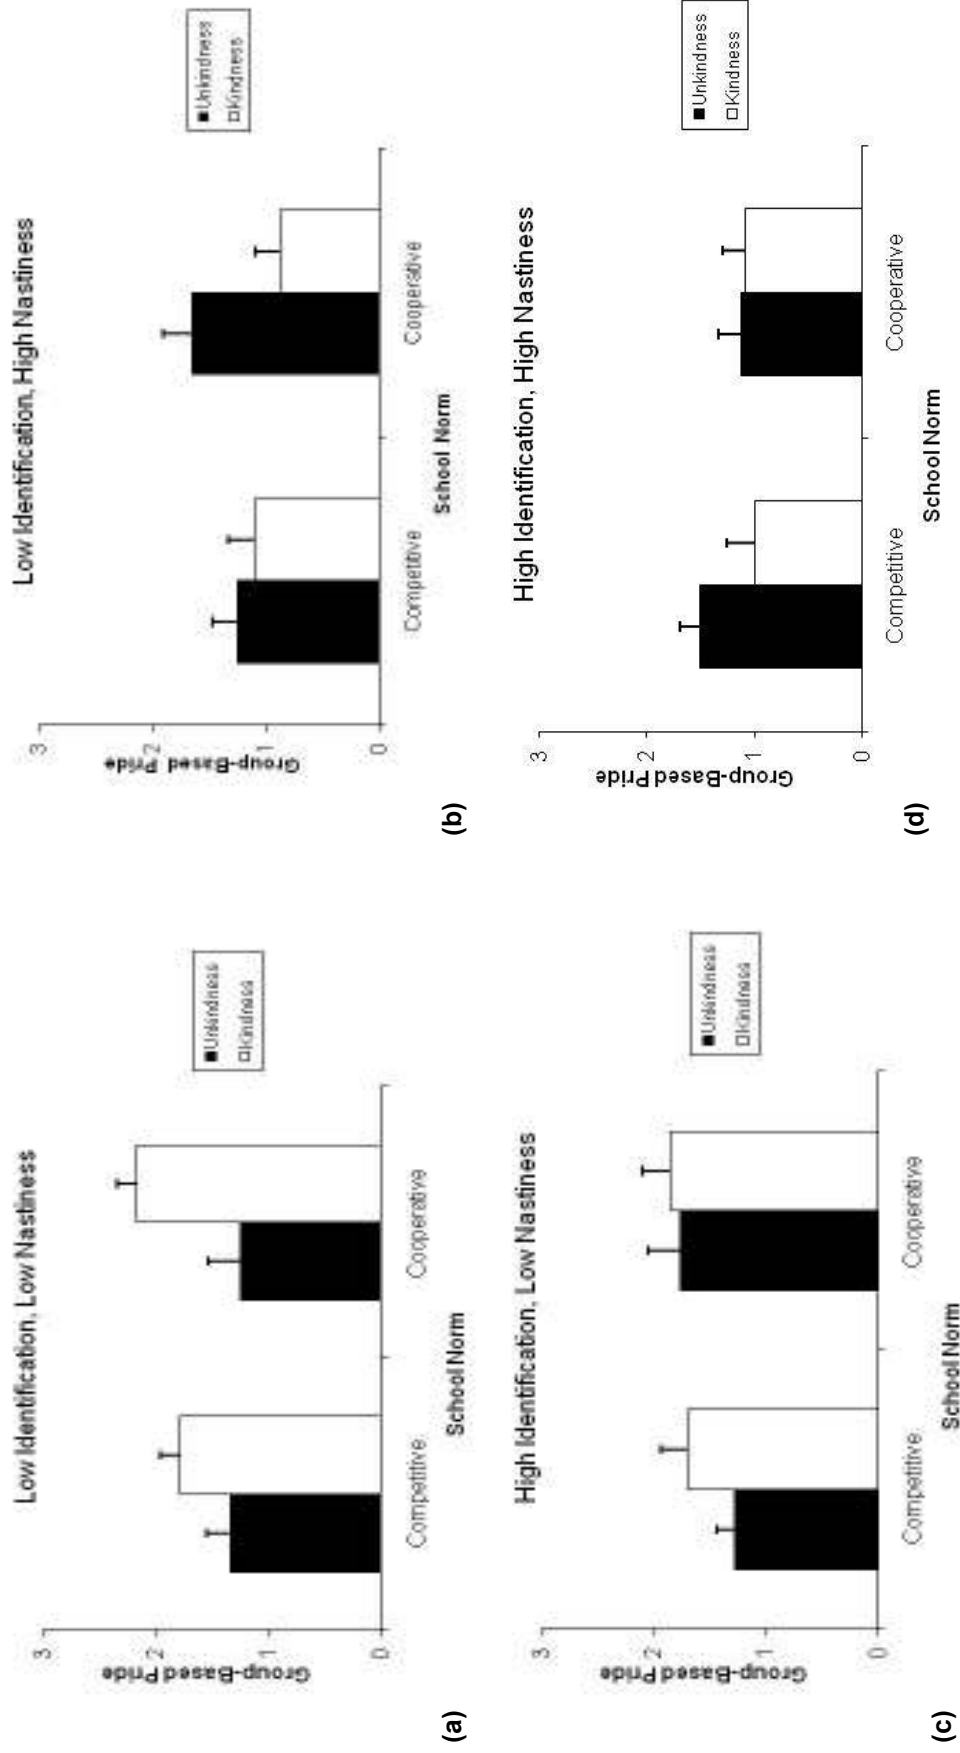 (a)
Low Identification, Low Nastiness
3
2
1
0
Group-Based Pride
Competitive
Cooperative
School Norm
Unkindness
Kindness
(b)
Low Identification, High Nastiness
3
2
1
0
Group-Based Pride
Competitive
Cooperative
School Norm
Unkindness
Kindness
(c)
High Identification, Low Nastiness
3
2
1
0
Group-Based Pride
Competitive
Cooperative
School Norm
Unkindness
Kindness
(d)
High Identification, High Nastiness
3
2
1
0
Group-Based Pride
Competitive
Cooperative
School Norm
Unkindness
Kindness